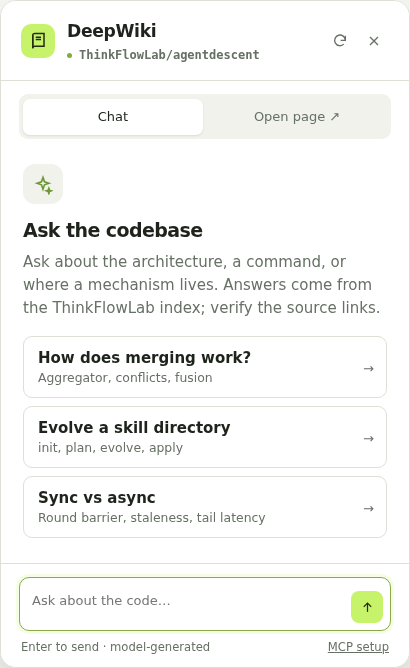 DeepWiki
ThinkFlowLab/agentdescent
Chat
Open page ↗
Ask the codebase
Ask about the architecture, a command, or
where a mechanism lives. Answers come from
the ThinkFlowLab index; verify the source links.
How does merging work?
Aggregator, conflicts, fusion
→
Evolve a skill directory
init, plan, evolve, apply
→
Sync vs async
Round barrier, staleness, tail latency
→
Ask about the code...
Enter to send · model-generated
MCP setup